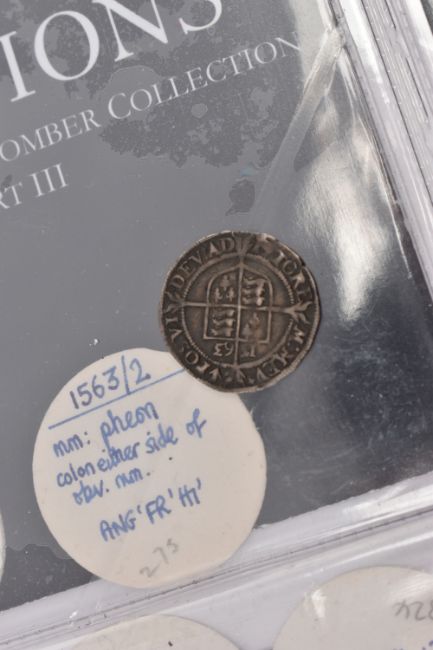 IONS
OMBER COLLECTION
RT III
1563/2
mm: pheon
colon either side of
obv. mm.
ANG'FR'HI'
275